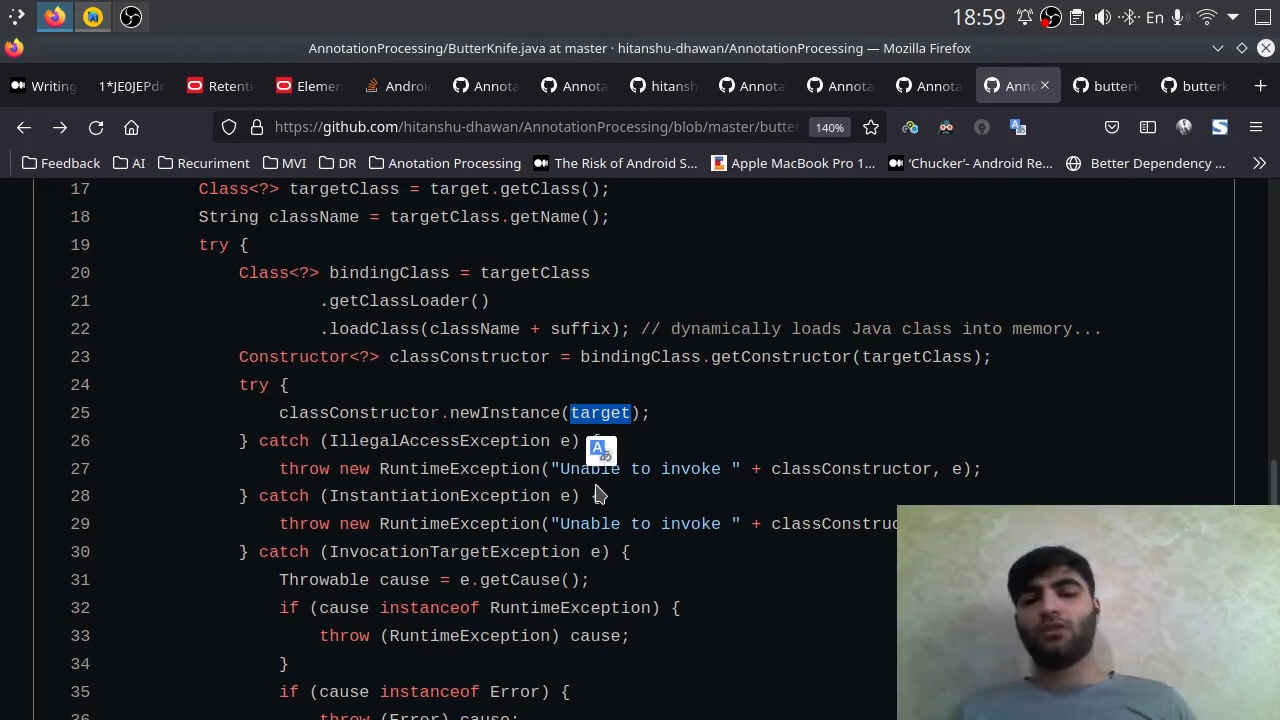 18:59
En
AnnotationProcessing/ButterKnife.java at master · hitanshu-dhawan/AnnotationProcessing — Mozilla Firefox
Writing 1*JE0JEPdr Retenti Elemen Androi Annota Annota hitansh Annota Annota Annota Anno butterk butterk
https://github.com/hitanshu-dhawan/AnnotationProcessing/blob/master/butter 140%
Feedback AI Recuriment MVI DR Anotation Processing The Risk of Android S... Apple MacBook Pro 1... ‘Chucker’- Android Re... Better Dependency ...
17 Class<?> targetClass = target.getClass();
18 String className = targetClass.getName();
19 try {
20 Class<?> bindingClass = targetClass
21 .getClassLoader()
22 .loadClass(className + suffix); // dynamically loads Java class into memory...
23 Constructor<?> classConstructor = bindingClass.getConstructor(targetClass);
24 try {
25 classConstructor.newInstance(target);
26 } catch (IllegalAccessException e) {
27 throw new RuntimeException("Unable to invoke " + classConstructor, e);
28 } catch (InstantiationException e) {
29 throw new RuntimeException("Unable to invoke " + classConstruc
30 } catch (InvocationTargetException e) {
31 Throwable cause = e.getCause();
32 if (cause instanceof RuntimeException) {
33 throw (RuntimeException) cause;
34 }
35 if (cause instanceof Error) {
36 throw (Error) cause;